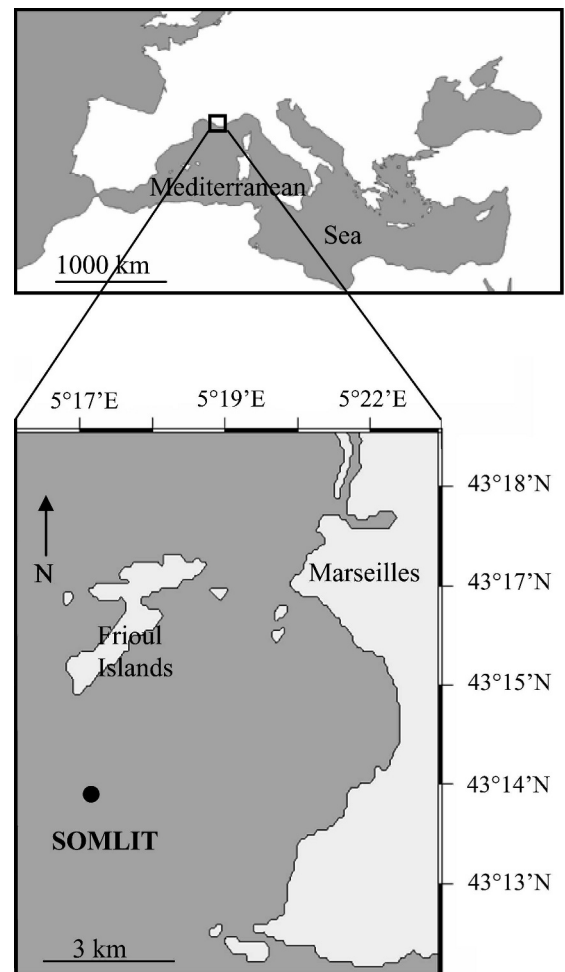 Mediterranean
Sea
1000 km
5°17'E 5°19'E 5°22'E
43°18'N
N
Marseilles
43°17'N
Frioul
Islands
43°15'N
43°14'N
SOMLIT
43°13'N
3 km